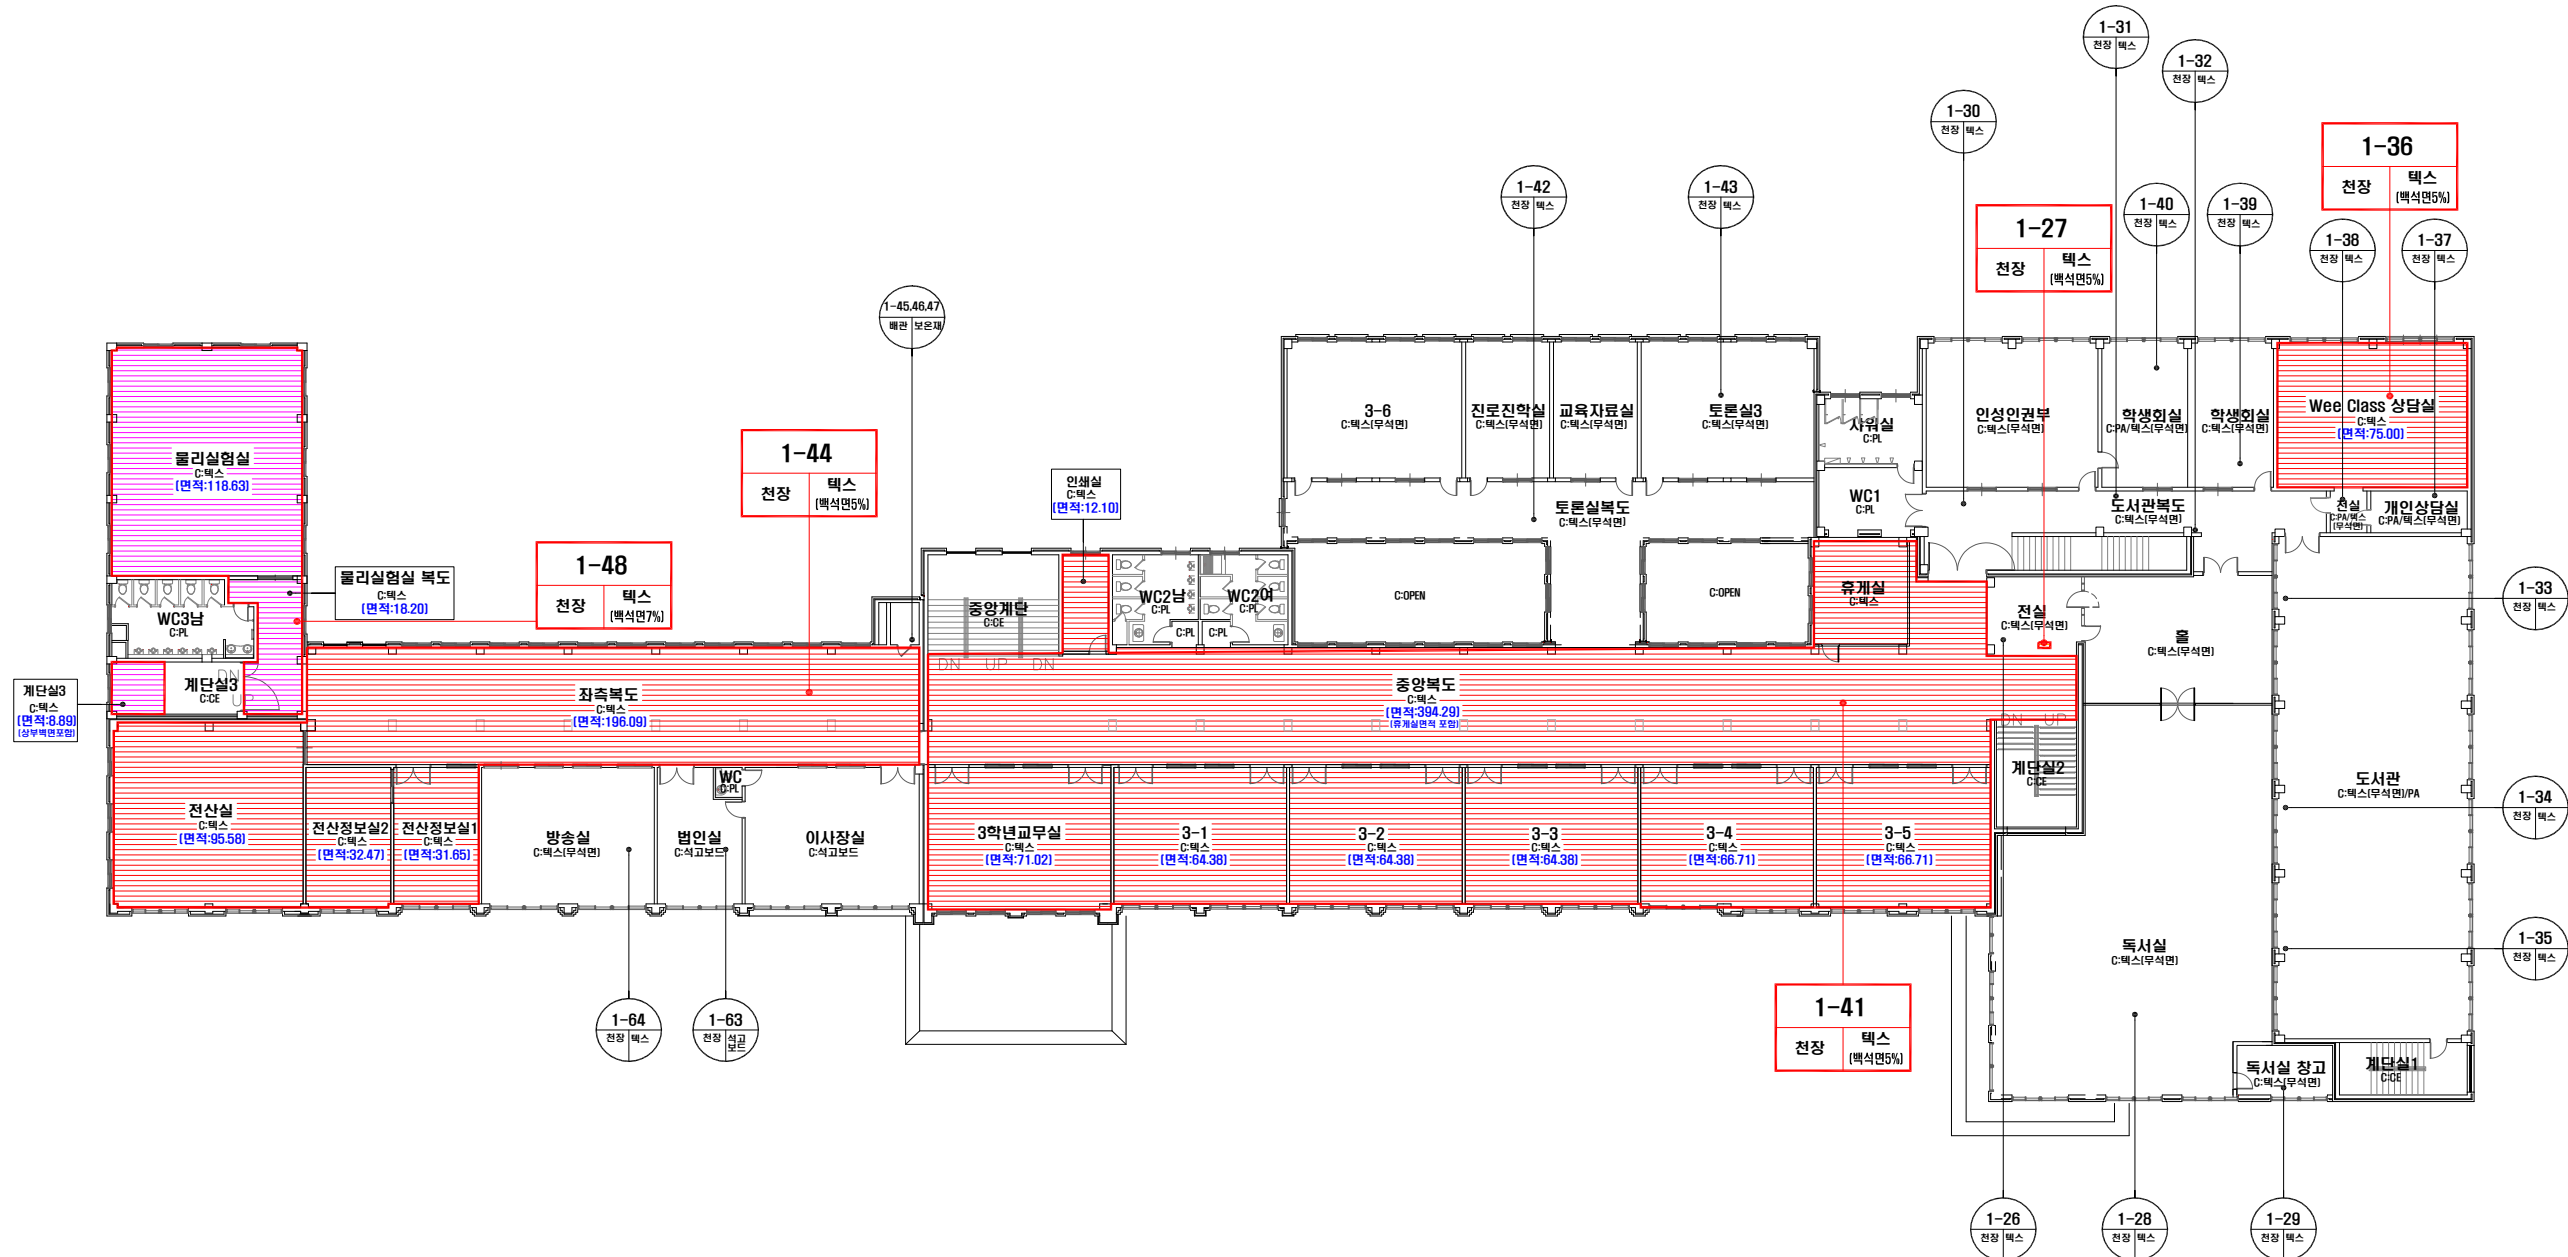 1-31
천장 텍스
1-32
천장 텍스
1-30
천장 텍스
1-36
천장 텍스
(백석면5%)
1-42
천장 텍스
1-43
천장 텍스
1-40
천장 텍스
1-39
천장 텍스
1-27
천장 텍스
(백석면5%)
1-38
천장 텍스
1-37
천장 텍스
1-45,46,47
배관 보온재
물리실험실
C:텍스
(면적:118.63)
1-44
천장 텍스
(백석면5%)
1-48
천장 텍스
(백석면7%)
인쇄실
C:텍스
(면적:12.10)
3-6
C:텍스(무석면)
진로진학실
C:텍스(무석면)
교육자료실
C:텍스(무석면)
토론실3
C:텍스(무석면)
샤워실
C:PL
인성인권부
C:텍스(무석면)
학생회실
C:PA/텍스(무석면)
학생회실
C:텍스(무석면)
Wee Class 상담실
C:텍스
(면적:75.00)
토론실복도
C:텍스(무석면)
WC1
C:PL
도서관복도
C:텍스(무석면)
전실
C:PA/텍스
(무석면)
개인상담실
C:PA/텍스(무석면)
물리실험실 복도
C:텍스
(면적:18.20)
WC3남
C:PL
중앙계단
C:CE
WC2남
C:PL
WC2여
C:PL
C:PL
C:PL
C:OPEN
C:OPEN
휴게실
C:텍스
전실
C:텍스(무석면)
홀
C:텍스(무석면)
1-33
천장 텍스
계단실3
C:텍스
(면적:8.89)
(상부벽면포함)
계단실3
C:CE
DN
UP
좌측복도
C:텍스
(면적:196.09)
DN UP DN
중앙복도
C:텍스
(면적:394.29)
(휴게실면적 포함)
DN UP
계단실2
C:CE
도서관
C:텍스(무석면)/PA
1-34
천장 텍스
전산실
C:텍스
(면적:95.58)
전산정보실2
C:텍스
(면적:32.47)
전산정보실1
C:텍스
(면적:31.65)
방송실
C:텍스(무석면)
법인실
C:석고보드
WC
C:PL
이사장실
C:석고보드
3학년교무실
C:텍스
(면적:71.02)
3-1
C:텍스
(면적:64.38)
3-2
C:텍스
(면적:64.38)
3-3
C:텍스
(면적:64.38)
3-4
C:텍스
(면적:66.71)
3-5
C:텍스
(면적:66.71)
독서실
C:텍스(무석면)
1-35
천장 텍스
1-64
천장 텍스
1-63
천장 석고
보드
1-41
천장 텍스
(백석면5%)
독서실 창고
C:텍스(무석면)
계단실1
C:CE
1-26
천장 텍스
1-28
천장 텍스
1-29
천장 텍스